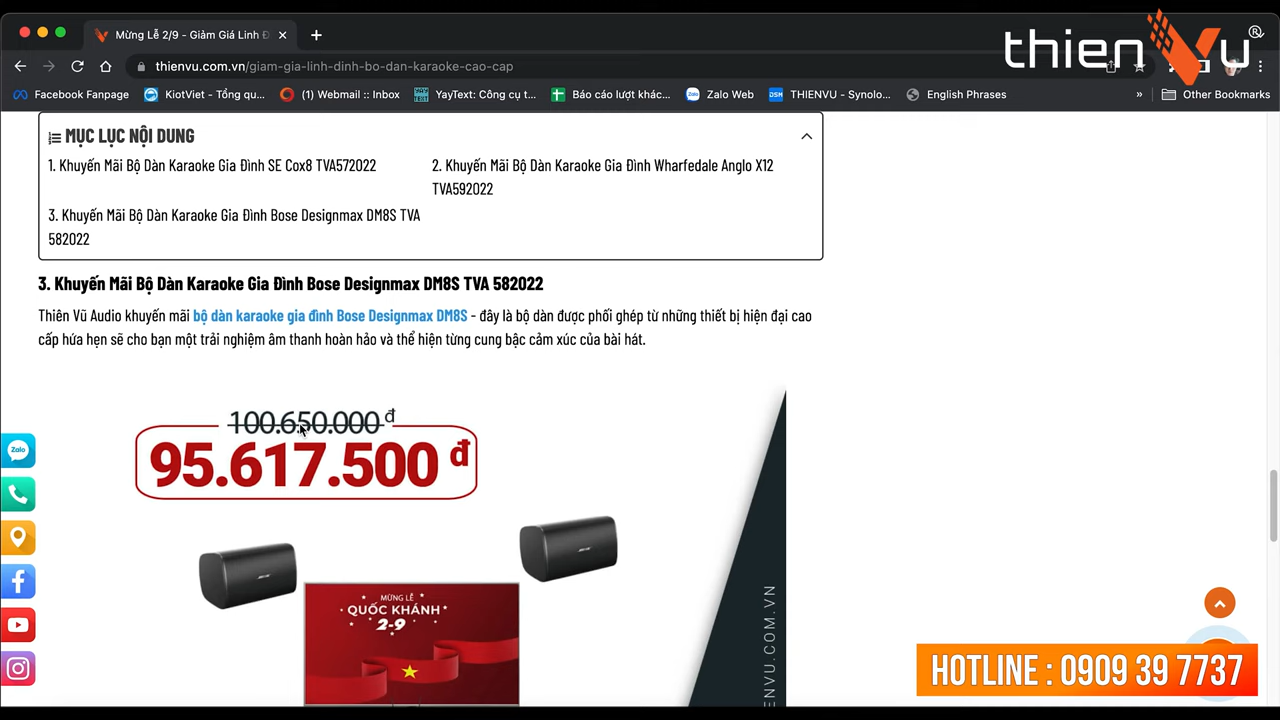 Mừng Lễ 2/9 - Giảm Giá Linh Đ
thienvu.com.vn/giam-gia-linh-dinh-bo-dan-karaoke-cao-cap
thien Vu
Facebook Fanpage
KiotViet - Tổng qu...
(1) Webmail :: Inbox
YayText: Công cụ t...
Báo cáo lượt khác...
Zalo Web
THIENVU - Synolo...
English Phrases
»
Other Bookmarks
MỤC LỤC NỘI DUNG
1. Khuyến Mãi Bộ Dàn Karaoke Gia Đình SE Cox8 TVA572022
2. Khuyến Mãi Bộ Dàn Karaoke Gia Đình Wharfedale Anglo X12
TVA592022
3. Khuyến Mãi Bộ Dàn Karaoke Gia Đình Bose Designmax DM8S TVA
582022
3. Khuyến Mãi Bộ Dàn Karaoke Gia Đình Bose Designmax DM8S TVA 582022
Thiên Vũ Audio khuyến mãi bộ dàn karaoke gia đình Bose Designmax DM8S - đây là bộ dàn được phối ghép từ những thiết bị hiện đại cao
cấp hứa hẹn sẽ cho bạn một trải nghiệm âm thanh hoàn hảo và thể hiện từng cung bậc cảm xúc của bài hát.
100.650.000 đ
95.617.500 đ
Zalo
MỪNG LỄ
QUỐC KHÁNH
2-9
ENVU.COM.VN
HOTLINE : 0909 39 7737